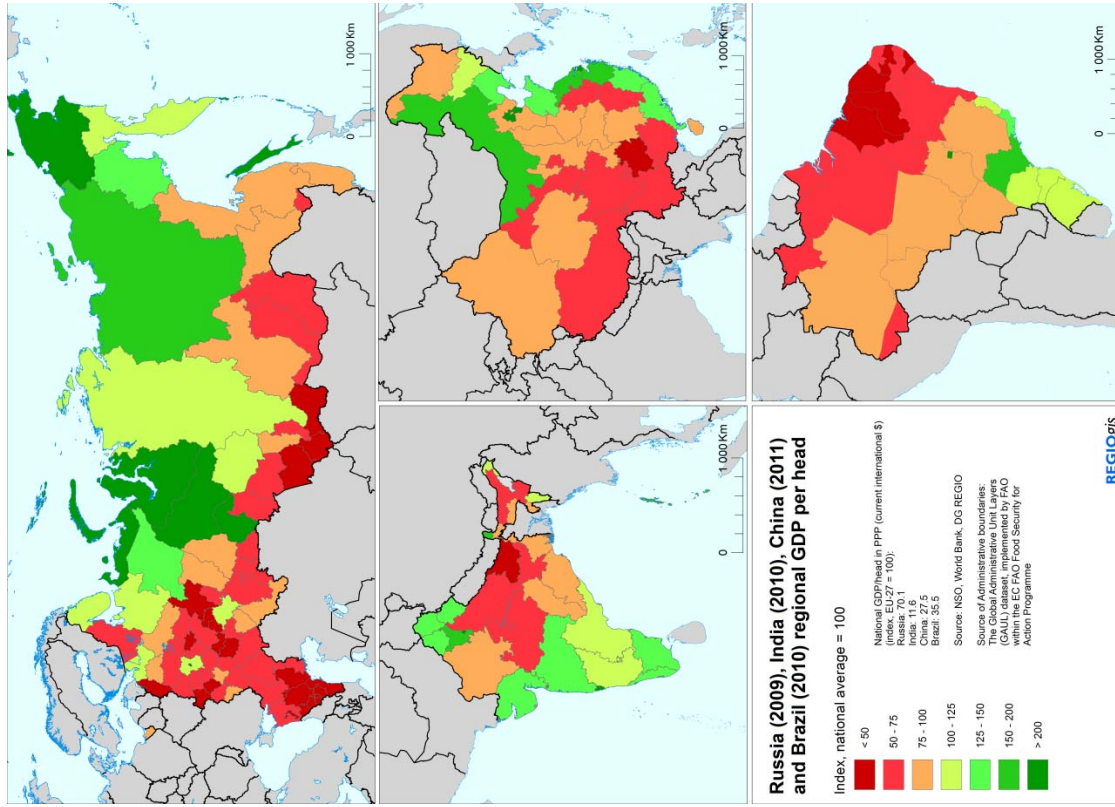 0 1 000 Km
0 1 000 Km
0 1 000 Km
0 1 000 Km
Russia (2009), India (2010), China (2011)
and Brazil (2010) regional GDP per head
Index, national average = 100
< 50
50 - 75
75 - 100
100 - 125
125 - 150
150 - 200
> 200
National GDP/head in PPP (current international $)
(index, EU-27 = 100):
Russia: 70.1
India: 11.6
China: 27.5
Brazil: 35.5
Source: NSO, World Bank, DG REGIO
Source of Administrative boundaries:
The Global Administrative Unit Layers
(GAUL) dataset, implemented by FAO
within the EC FAO Food Security for
Action Programme
REGIOgis